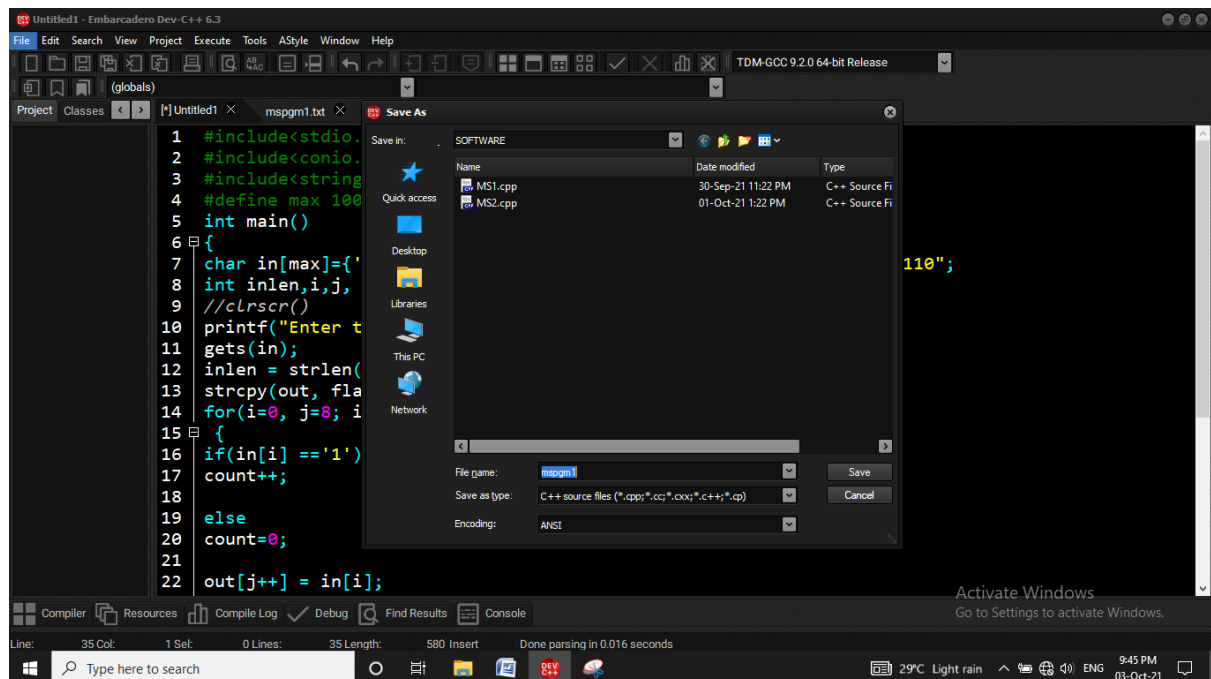 Untitled1 - Embarcadero Dev-C++ 6.3
File Edit Search View Project Execute Tools AStyle Window Help
TDM-GCC 9.2.0 64-bit Release
(globals)
Project Classes [*] Untitled1 mspgm1.txt
Save As
Save in: SOFTWARE
Name Date modified Type
MS1.cpp 30-Sep-21 11:22 PM C++ Source Fi
MS2.cpp 01-Oct-21 1:22 PM C++ Source Fi
Quick access
Desktop
Libraries
This PC
Network
File name: mspgm1 Save
Save as type: C++ source files (*.cpp;*.cc;*.cxx;*.c++;*.cp) Cancel
Encoding: ANSI
1 #include<stdio.
2 #include<conio.
3 #include<string
4 #define max 100
5 int main()
6 {
7 char in[max]={' 110";
8 int inlen,i,j,
9 //clrscr()
10 printf("Enter t
11 gets(in);
12 inlen = strlen(
13 strcpy(out, fla
14 for(i=0, j=8; i
15 {
16 if(in[i] =='1')
17 count++;
18
19 else
20 count=0;
21
22 out[j++] = in[i];
Activate Windows
Go to Settings to activate Windows.
Compiler Resources Compile Log Debug Find Results Console
Line: 35 Col: 1 Sel: 0 Lines: 35 Length: 580 Insert Done parsing in 0.016 seconds
Type here to search DEV C++ 29°C Light rain ENG 9:45 PM
03-Oct-21